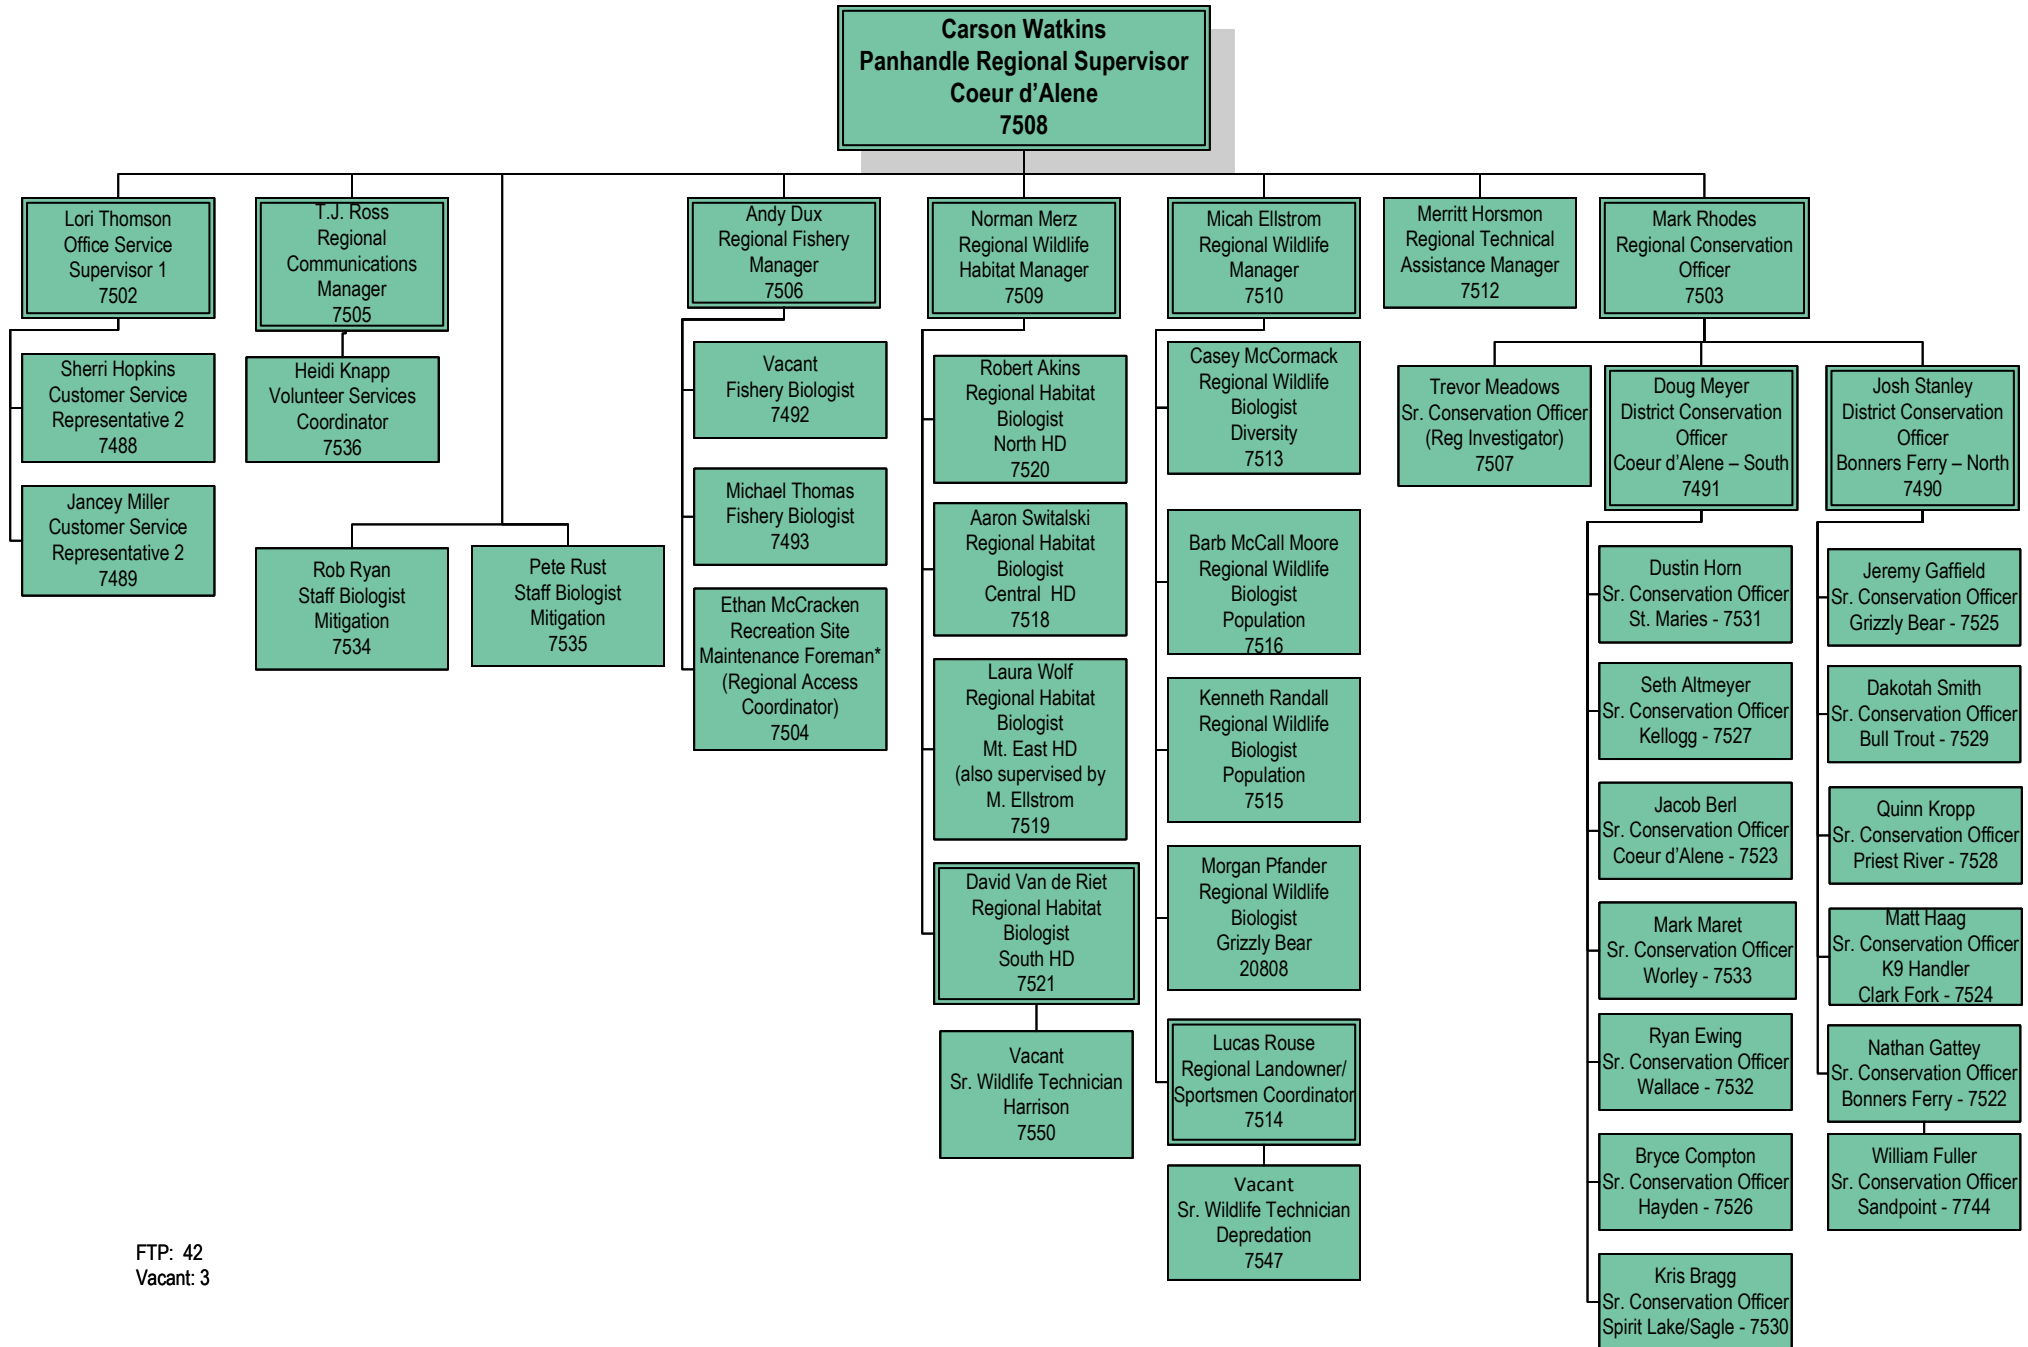 Carson Watkins
Panhandle Regional Supervisor
Coeur d’Alene
7508
Lori Thomson
Office Service
Supervisor 1
7502
T.J. Ross
Regional
Communications
Manager
7505
Andy Dux
Regional Fishery
Manager
7506
Norman Merz
Regional Wildlife
Habitat Manager
7509
Micah Ellstrom
Regional Wildlife
Manager
7510
Merritt Horsmon
Regional Technical
Assistance Manager
7512
Mark Rhodes
Regional Conservation
Officer
7503
Sherri Hopkins
Customer Service
Representative 2
7488
Jancey Miller
Customer Service
Representative 2
7489
Heidi Knapp
Volunteer Services
Coordinator
7536
Rob Ryan
Staff Biologist
Mitigation
7534
Pete Rust
Staff Biologist
Mitigation
7535
Vacant
Fishery Biologist
7492
Michael Thomas
Fishery Biologist
7493
Ethan McCracken
Recreation Site
Maintenance Foreman*
(Regional Access
Coordinator)
7504
Robert Akins
Regional Habitat
Biologist
North HD
7520
Aaron Switalski
Regional Habitat
Biologist
Central  HD
7518
Laura Wolf
Regional Habitat
Biologist
Mt. East HD
(also supervised by
M. Ellstrom
7519
David Van de Riet
Regional Habitat
Biologist
South HD
7521
Vacant
Sr. Wildlife Technician
Harrison
7550
Casey McCormack
Regional Wildlife
Biologist
Diversity
7513
Barb McCall Moore
Regional Wildlife
Biologist
Population
7516
Kenneth Randall
Regional Wildlife
Biologist
Population
7515
Morgan Pfander
Regional Wildlife
Biologist
Grizzly Bear
20808
Lucas Rouse
Regional Landowner/
Sportsmen Coordinator
7514
Vacant
Sr. Wildlife Technician
Depredation
7547
Trevor Meadows
Sr. Conservation Officer
(Reg Investigator)
7507
Doug Meyer
District Conservation
Officer
Coeur d’Alene – South
7491
Josh Stanley
District Conservation
Officer
Bonners Ferry – North
7490
Dustin Horn
Sr. Conservation Officer
St. Maries - 7531
Seth Altmeyer
Sr. Conservation Officer
Kellogg - 7527
Jacob Berl
Sr. Conservation Officer
Coeur d’Alene - 7523
Mark Maret
Sr. Conservation Officer
Worley - 7533
Ryan Ewing
Sr. Conservation Officer
Wallace - 7532
Bryce Compton
Sr. Conservation Officer
Hayden - 7526
Kris Bragg
Sr. Conservation Officer
Spirit Lake/Sagle - 7530
Jeremy Gaffield
Sr. Conservation Officer
Grizzly Bear - 7525
Dakotah Smith
Sr. Conservation Officer
Bull Trout - 7529
Quinn Kropp
Sr. Conservation Officer
Priest River - 7528
Matt Haag
Sr. Conservation Officer
K9 Handler
Clark Fork - 7524
Nathan Gattey
Sr. Conservation Officer
Bonners Ferry - 7522
William Fuller
Sr. Conservation Officer
Sandpoint - 7744
FTP:  42
Vacant: 3